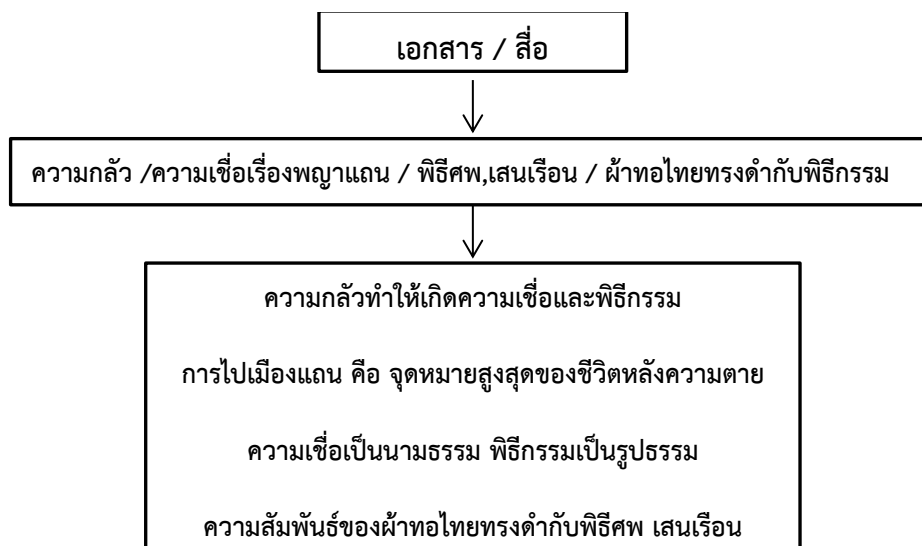 เอกสาร / สื่อ
ความกลัว /ความเชื่อเรื่องพญาแถน / พิธีศพ,เสนเรือน / ผ้าทอไทยทรงดำกับพิธีกรรม
ความกลัวทำให้เกิดความเชื่อและพิธีกรรม
การไปเมืองแถน คือ จุดหมายสูงสุดของชีวิตหลังความตาย
ความเชื่อเป็นนามธรรม พิธีกรรมเป็นรูปธรรม
ความสัมพันธ์ของผ้าทอไทยทรงดำกับพิธีศพ เสนเรือน